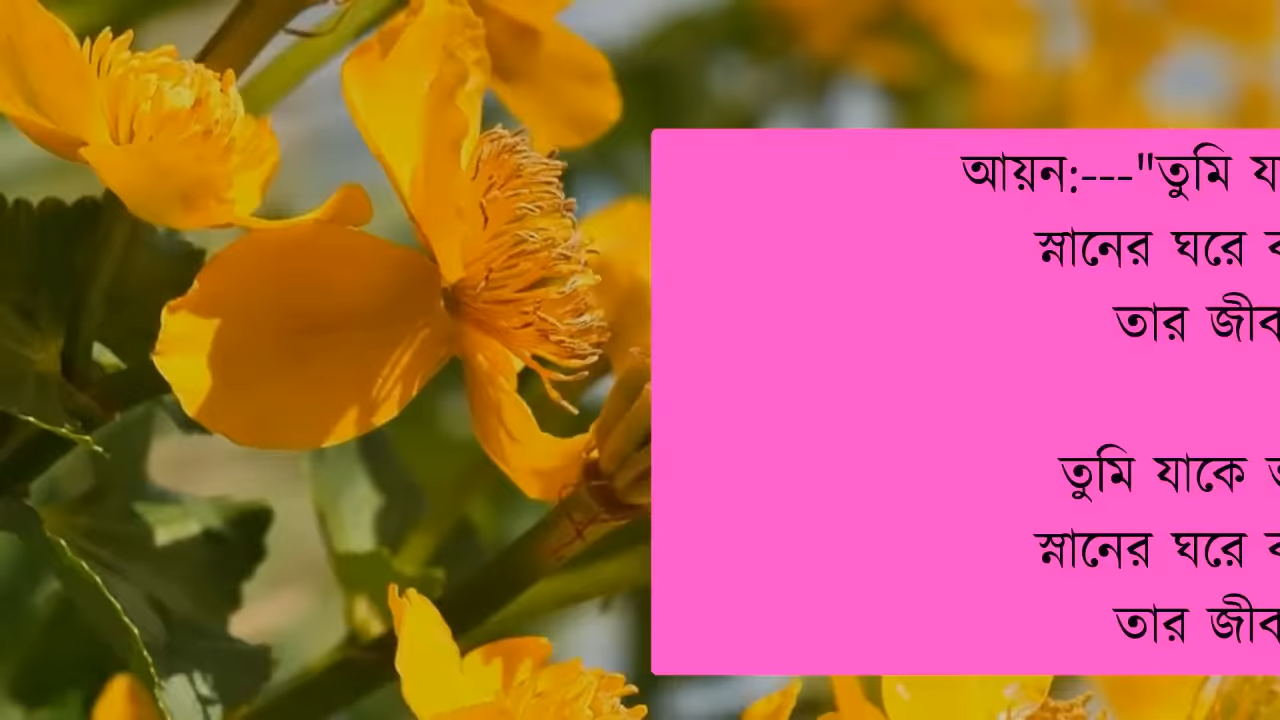 আয়ন:---"তুমি
স্নানের ঘরে
তার
তুমি যাকে
স্নানের ঘরে
তার